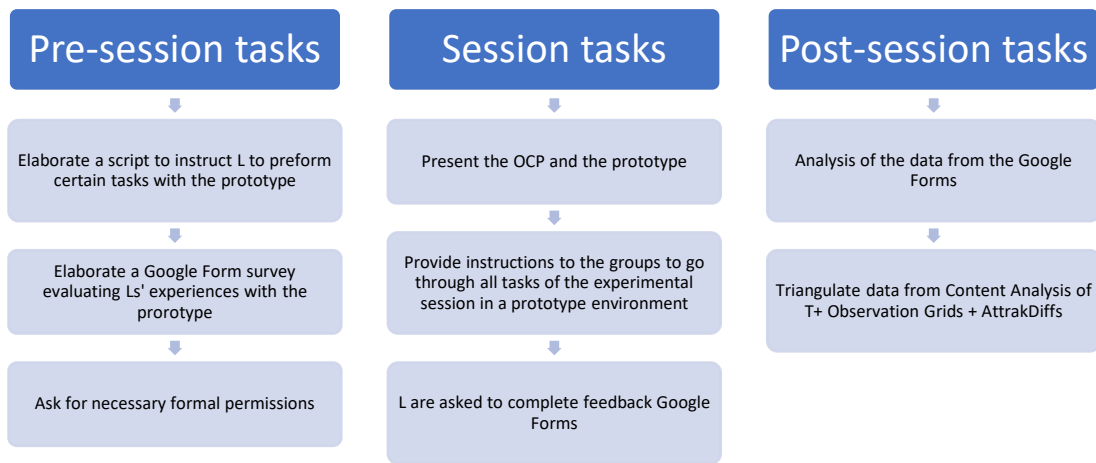 Pre-session tasks
Elaborate a script to instruct L to preform
certain tasks with the prototype
Elaborate a Google Form survey
evaluating Ls' experiences with the
prorotype
Ask for necessary formal permissions
Session tasks
Present the OCP and the prototype
Provide instructions to the groups to go
through all tasks of the experimental
session in a prototype environment
L are asked to complete feedback Google
Forms
Post-session tasks
Analysis of the data from the Google
Forms
Triangulate data from Content Analysis of
T+ Observation Grids + AttrakDiffs